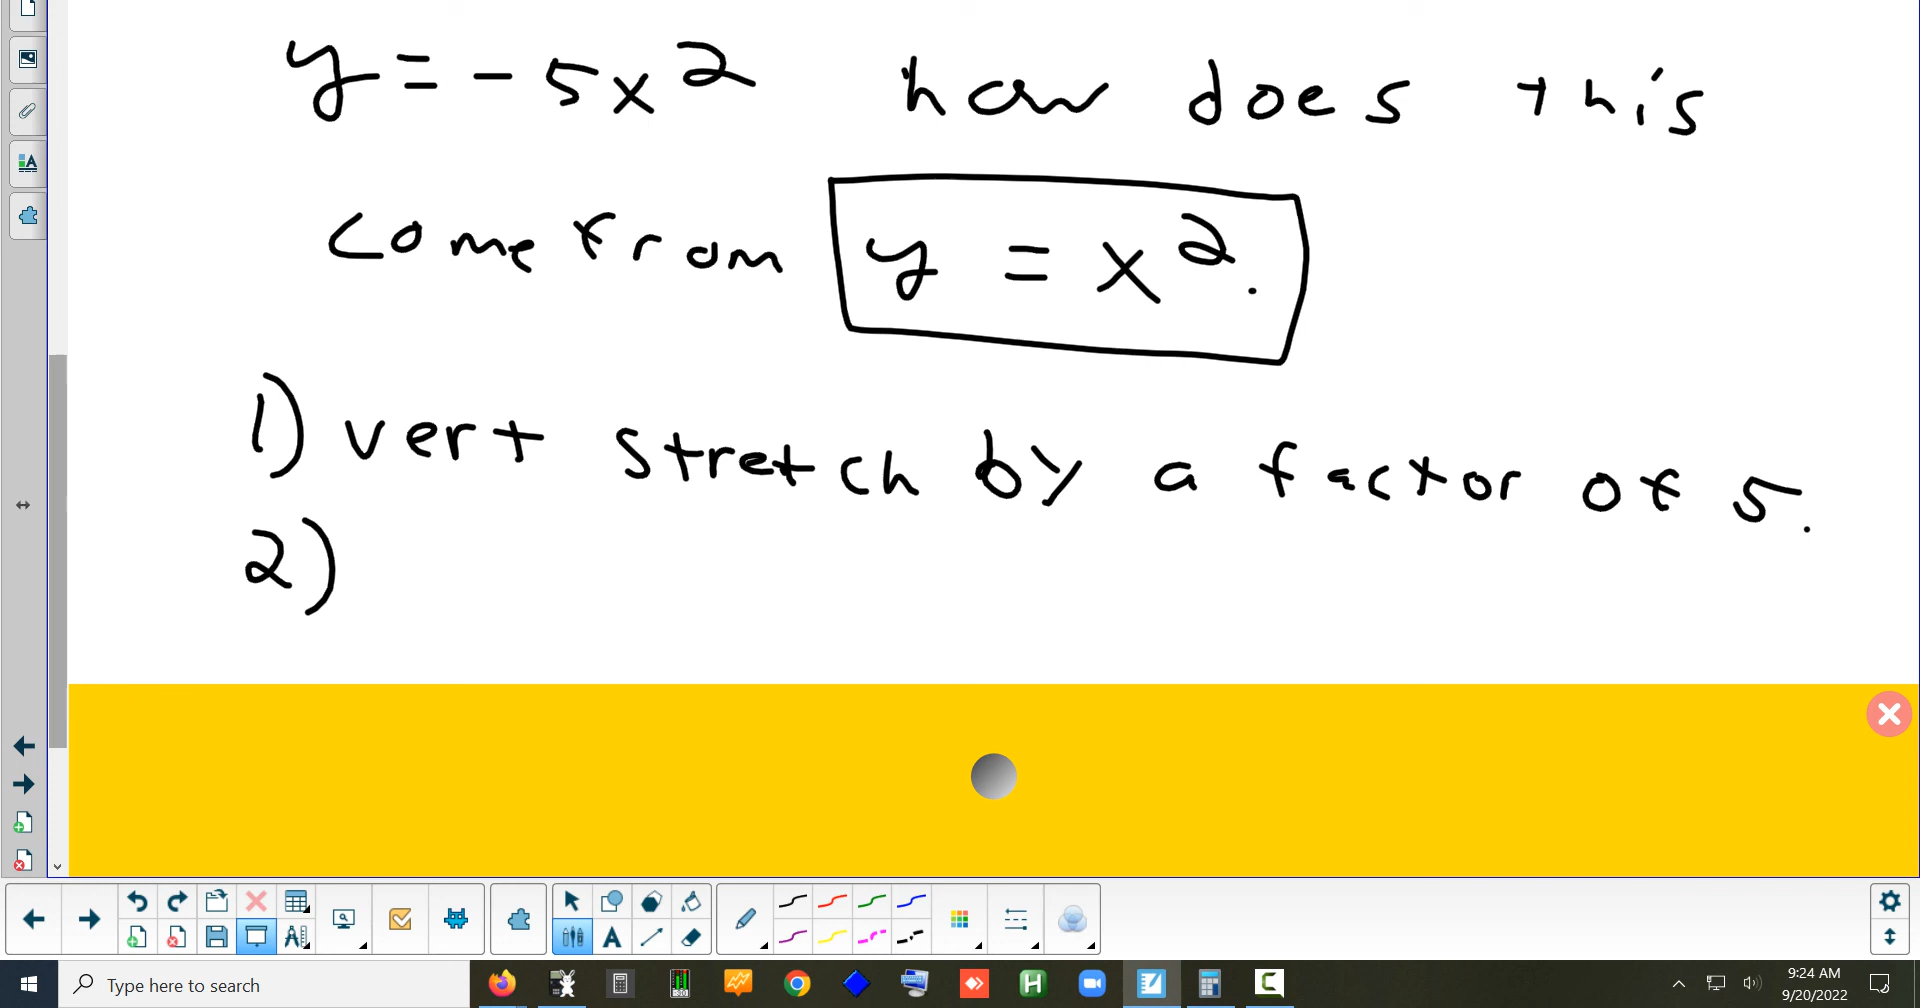 y = - 5x² how does this
come from y = x².
1) vert stretch by a factor of 5.
2)
Type here to search
9:24 AM
9/20/2022